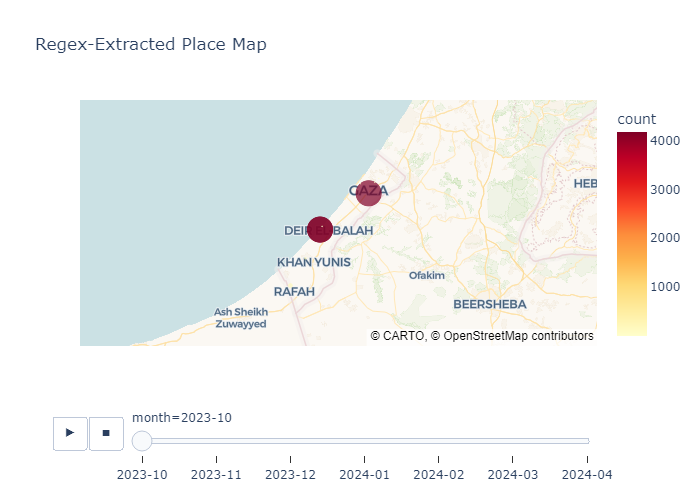 Regex-Extracted Place Map
count
4000
3000
2000
1000
GAZA
HEB
DEIR EL BALAH
KHAN YUNIS
Ofakim
RAFAH
BEERSHEBA
Ash Sheikh
Zuwayyed
© CARTO, © OpenStreetMap contributors
▶ ■
month=2023-10
2023-10 2023-11 2023-12 2024-01 2024-02 2024-03 2024-04